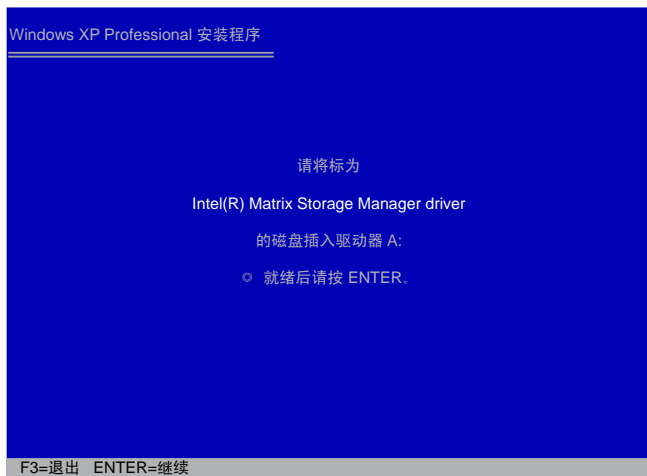 Windows XP Professional 安装程序
请将标为
Intel(R) Matrix Storage Manager driver
的磁盘插入驱动器 A:
◎ 就绪后请按 ENTER。
F3=退出 ENTER=继续